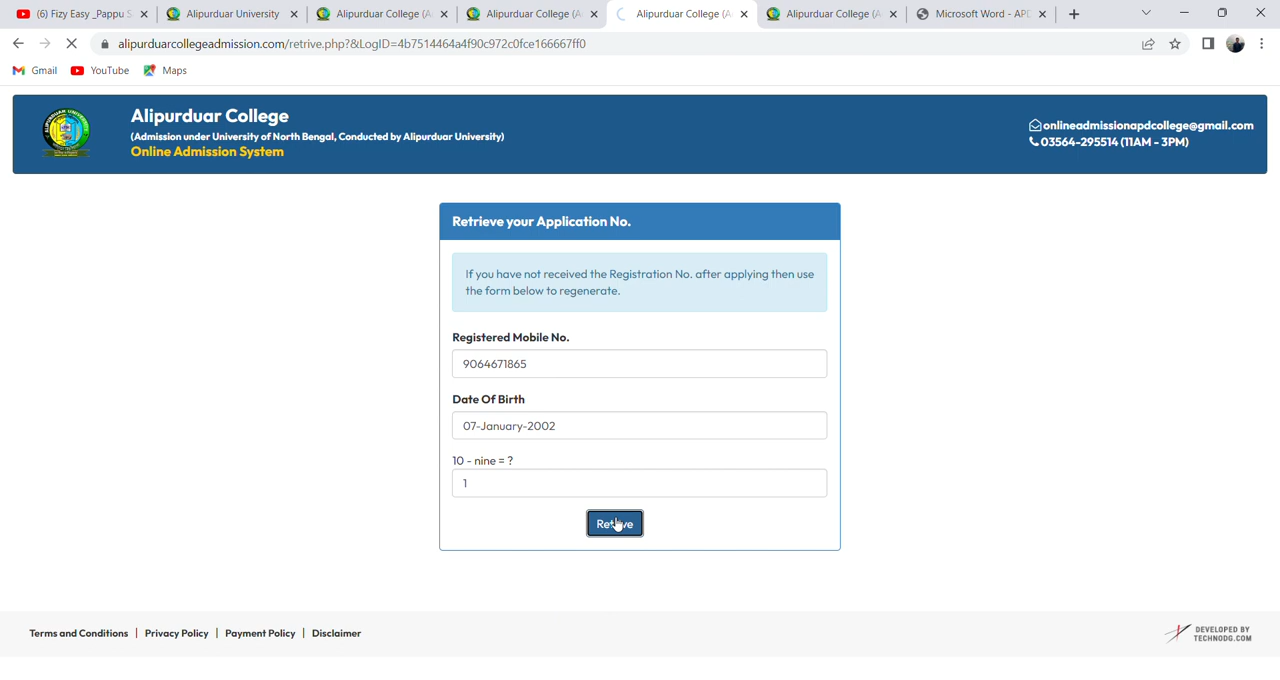 (6) Fizy Easy _Pappu S
Alipurduar University
Alipurduar College (A
Alipurduar College (A
Alipurduar College (A
Alipurduar College (A
Microsoft Word - APD
alipurduarcollegeadmission.com/retrive.php?&LogID=4b7514464a4f90c972c0fce166667ff0
Gmail
YouTube
Maps
Alipurduar College
(Admission under University of North Bengal, Conducted by Alipurduar University)
Online Admission System
onlineadmissionapdcollege@gmail.com
03564-295514 (11AM - 3PM)
Retrieve your Application No.
If you have not received the Registration No. after applying then use
the form below to regenerate.
Registered Mobile No.
9064671865
Date Of Birth
07-January-2002
10 - nine = ?
1
Terms and Conditions | Privacy Policy | Payment Policy | Disclaimer
DEVELOPED BY
TECHNODG.COM